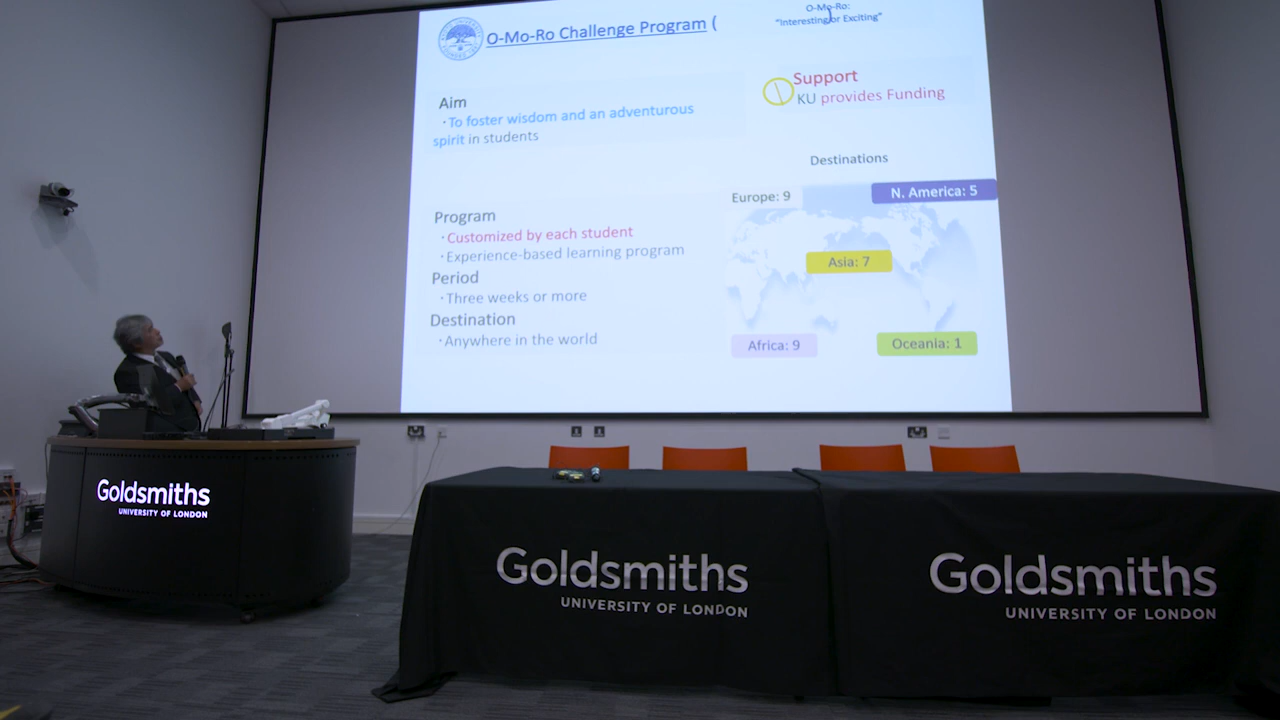 O-Mo-Ro Challenge Program (
O-Mo-Ro:
"Interesting or Exciting"
)
Aim
・To foster wisdom and an adventurous
spirit in students
Support
KU provides Funding
Program
・Customized by each student
・Experience-based learning program
Period
・Three weeks or more
Destination
・Anywhere in the world
Destinations
Europe: 9
N. America: 5
Asia: 7
Africa: 9
Oceania: 1
Goldsmiths
UNIVERSITY OF LONDON
Goldsmiths
UNIVERSITY OF LONDON
Goldsmiths
UNIVERSITY OF LONDON